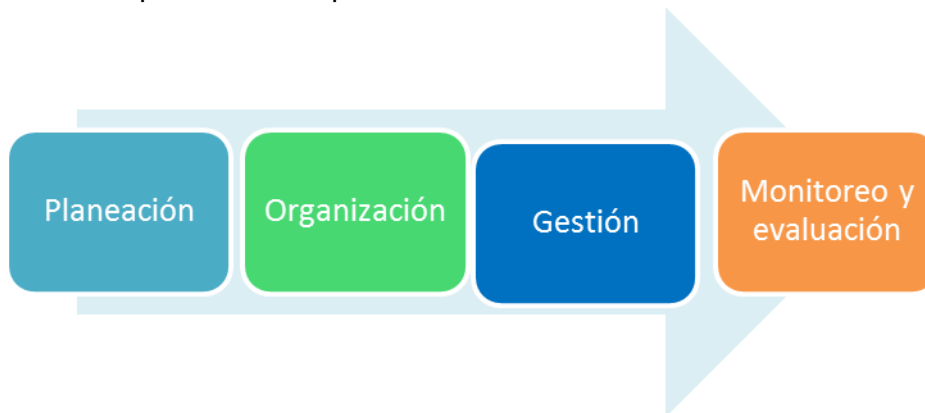 Planeación
Organización
Gestión
Monitoreo y
evaluación